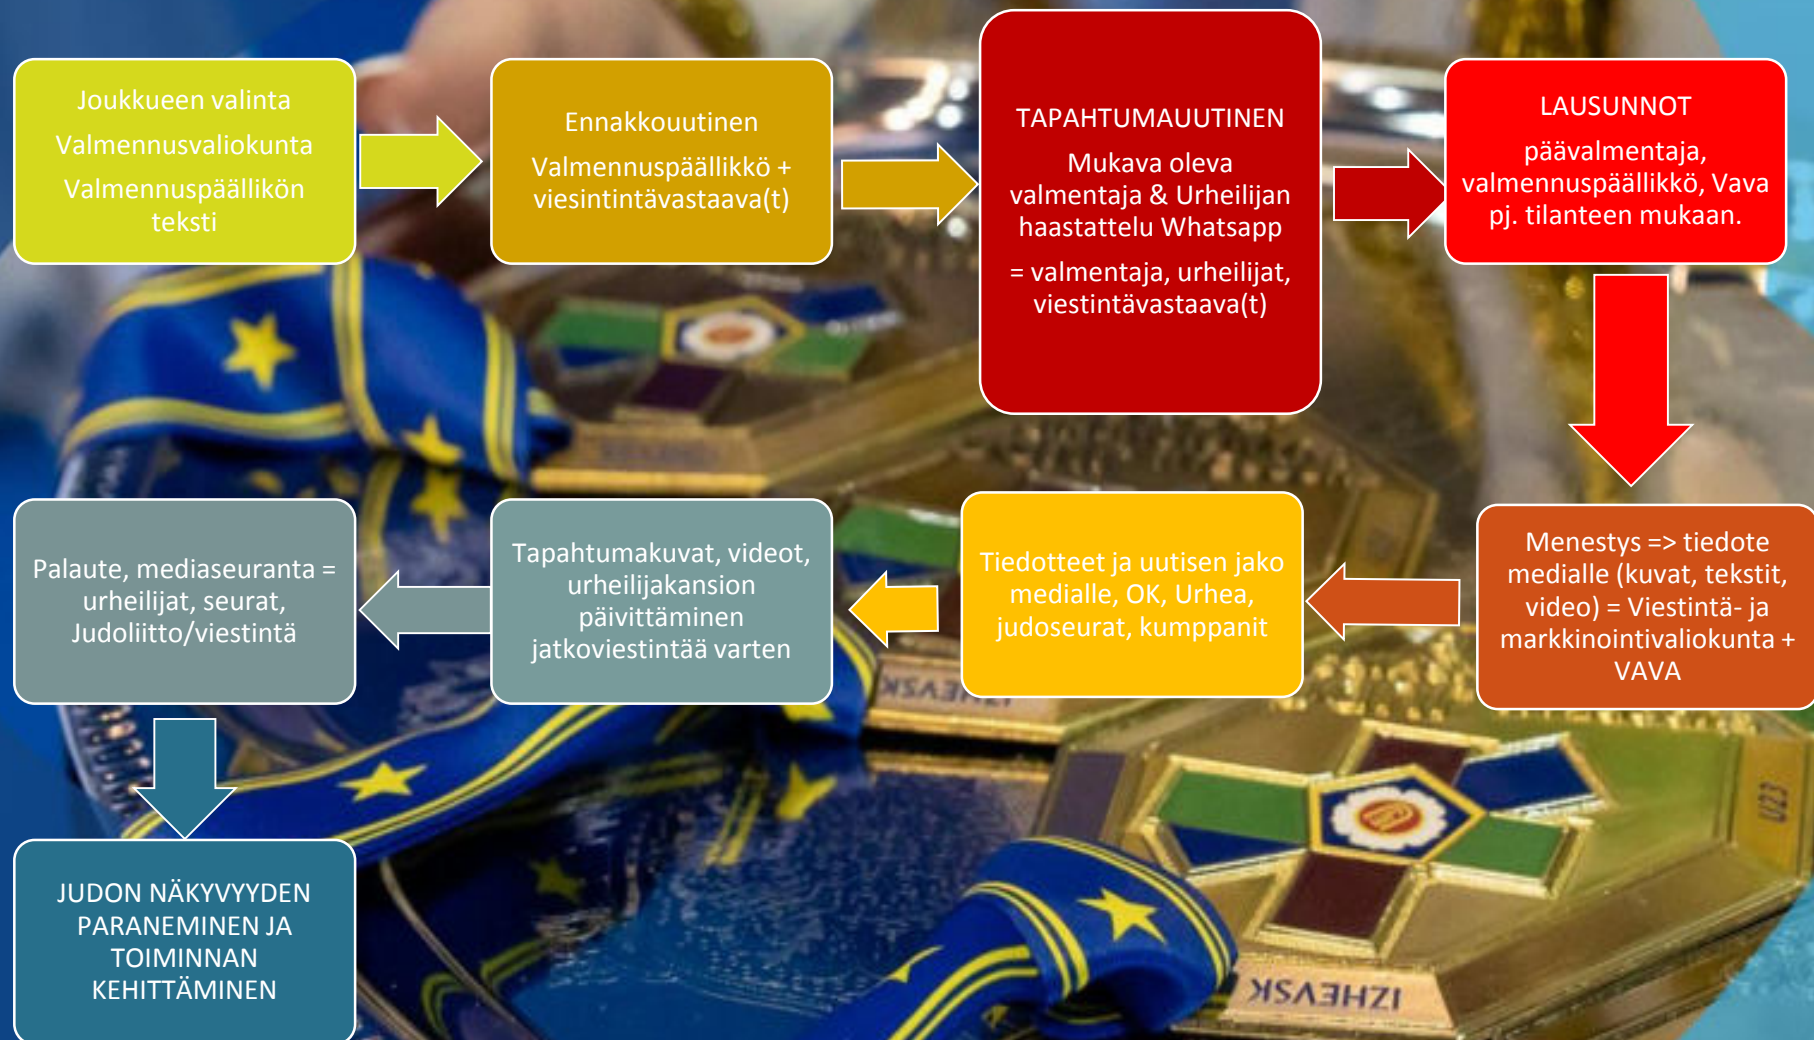 Joukkueen valinta
Valmennusvaliokunta
Valmennuspäällikön
teksti
Ennakkouutinen
Valmennuspäällikkö +
viesintintävastaava(t)
TAPAHTUMAUUTINEN
Mukava oleva
valmentaja & Urheilijan
haastattelu Whatsapp
= valmentaja, urheilijat,
viestintävastaava(t)
LAUSUNNOT
päävalmentaja,
valmennuspäällikkö, Vava
pj. tilanteen mukaan.
Menestys => tiedote
medialle (kuvat, tekstit,
video) = Viestintä- ja
markkinointivaliokunta +
VAVA
Tiedotteet ja uutisen jako
medialle, OK, Urhea,
judoseurat, kumppanit
Tapahtumakuvat, videot,
urheilijakansion
päivittäminen
jatkoviestintää varten
Palaute, mediaseuranta =
urheilijat, seurat,
Judoliitto/viestintä
JUDON NÄKYVYYDEN
PARANEMINEN JA
TOIMINNAN
KEHITTÄMINEN
IZHEVSK
IZHEVSK
U23